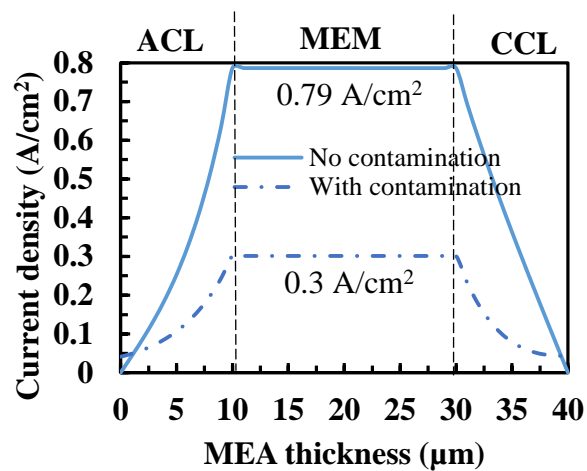 ACL MEM CCL
0.8
0.7
0.6
0.5
0.4
0.3
0.2
0.1
0
Current density (A/cm²)
0.79 A/cm²
No contamination
With contamination
0.3 A/cm²
0 5 10 15 20 25 30 35 40
MEA thickness (µm)